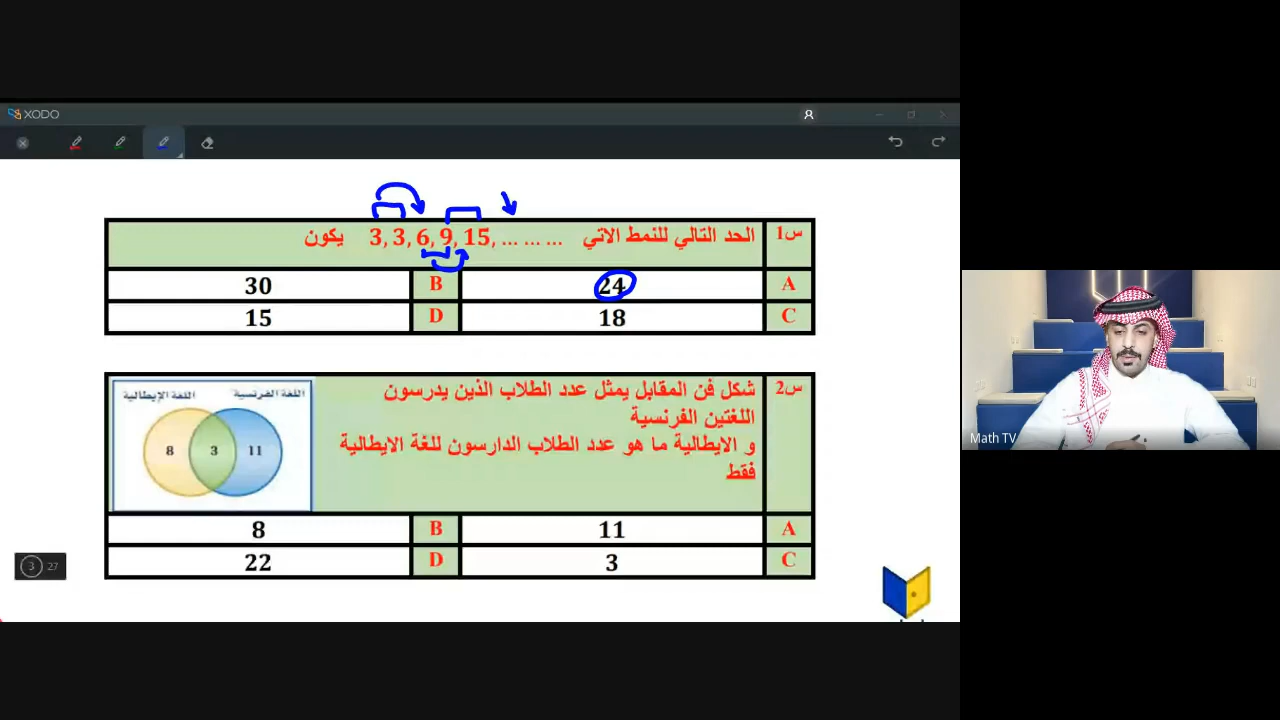 XODO
س1 الحد التالي للنمط الاتي 3, 3, 6, 9, 15, ... ... ... يكون
A 24 B 30
C 18 D 15
س2 شكل فن المقابل يمثل عدد الطلاب الذين يدرسون
اللغتين الفرنسية
و الايطالية ما هو عدد الطلاب الدارسون للغة الايطالية
فقط
اللغة الفرنسية اللغة الإيطالية
11 3 8
A 11 B 8
C 3 D 22
3 27
Math TV